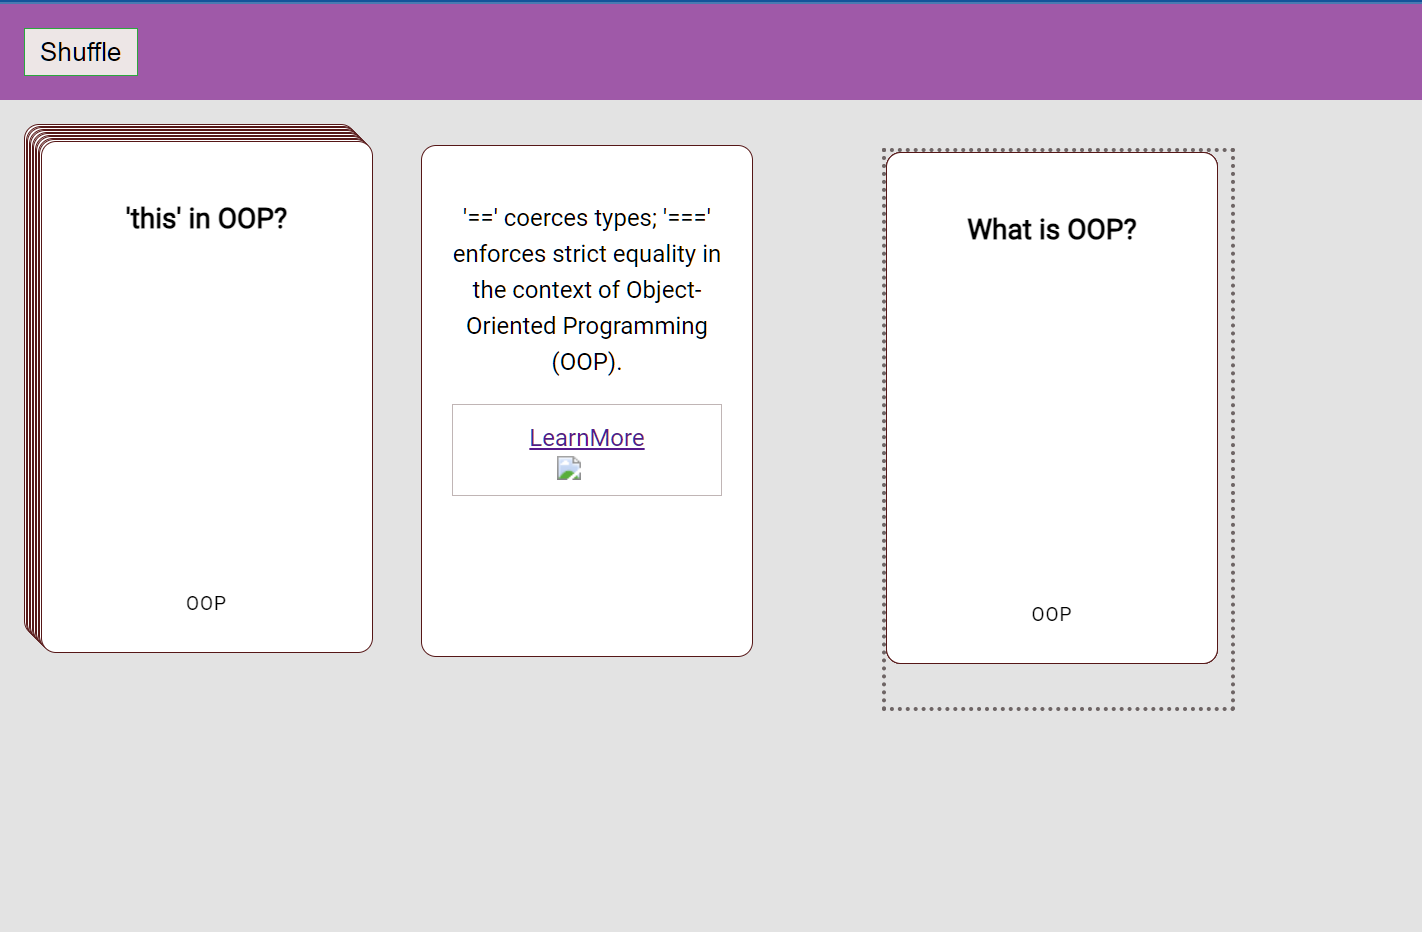 Shuffle
'this' in OOP?
OOP
'==' coerces types; '==='
enforces strict equality in
the context of Object-
Oriented Programming
(OOP).
LearnMore
What is OOP?
OOP